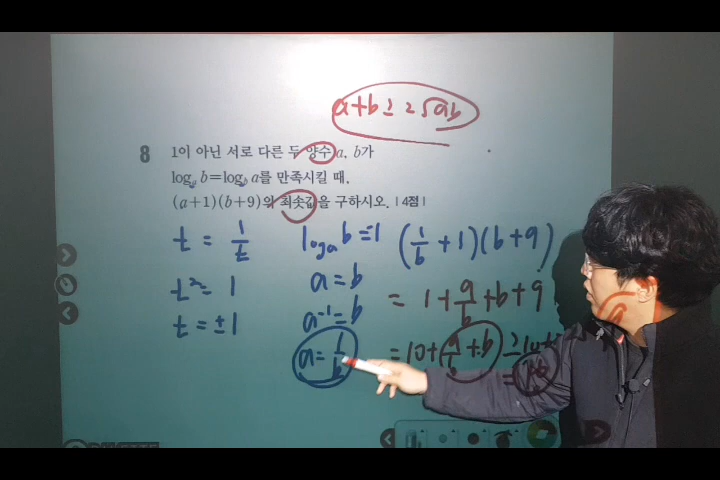 a+b≥2√ab
8 1이 아닌 서로 다른 두 양수 a, b가
log_a b=log_b a를 만족시킬 때,
(a+1)(b+9)의 최솟값을 구하시오. | 4점 |
t = 1/t
t²= 1
t = ±1
log_a b=-1
a=b
a⁻¹=b
a=1/b
(1/b +1)(b+9)
= 1+9/b+b+9
=10+9/b+b ≥10+
=16